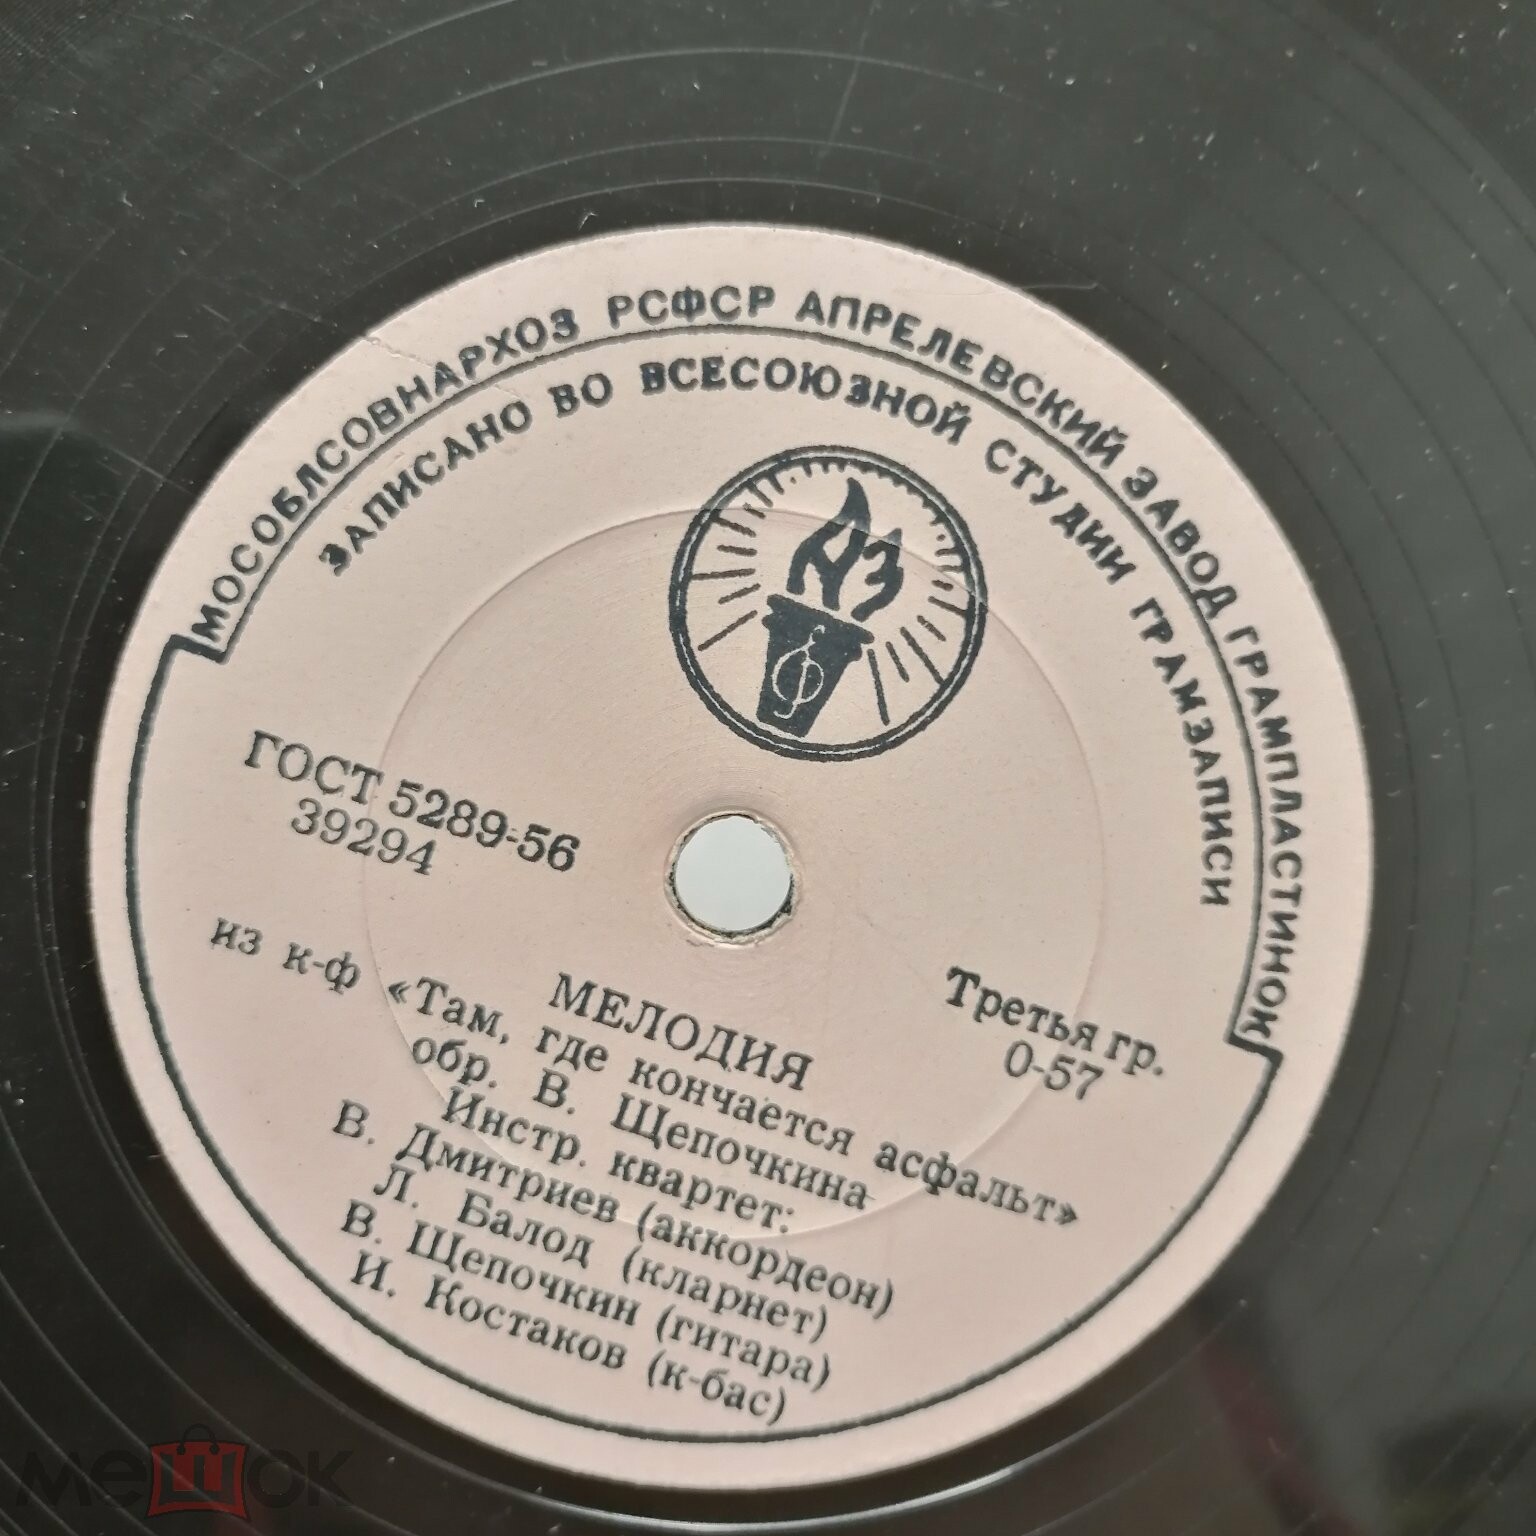 МОСОБЛСОВНАРХОЗ РСФСР АПРЕЛЕВСКИЙ ЗАВОД ГРАМПЛАСТИНОК
ЗАПИСАНО ВО ВСЕСОЮЗНОЙ СТУДИИ ГРАМЗАПИСИ
АЗ
ГОСТ 5289-56
39294
Третья гр.
0-57
МЕЛОДИЯ
из к-ф «Там, где кончается асфальт»
обр. В. Щепочкина
Инстр. квартет:
В. Дмитриев (аккордеон)
Л. Балод (кларнет)
В. Щепочкин (гитара)
И. Костаков (к-бас)
мешок